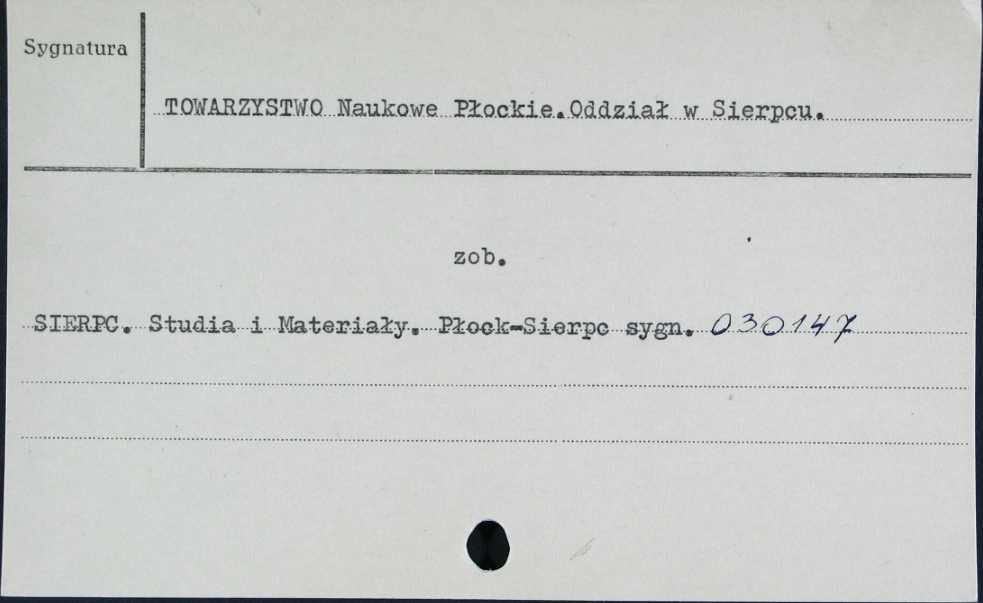 Sygnatura
TOWARZYSTWO Naukowe Płockie.Oddział w Sierpcu.
zob.
SIERPC. Studia i Materiały. Płock-Sierpc sygn. 030147